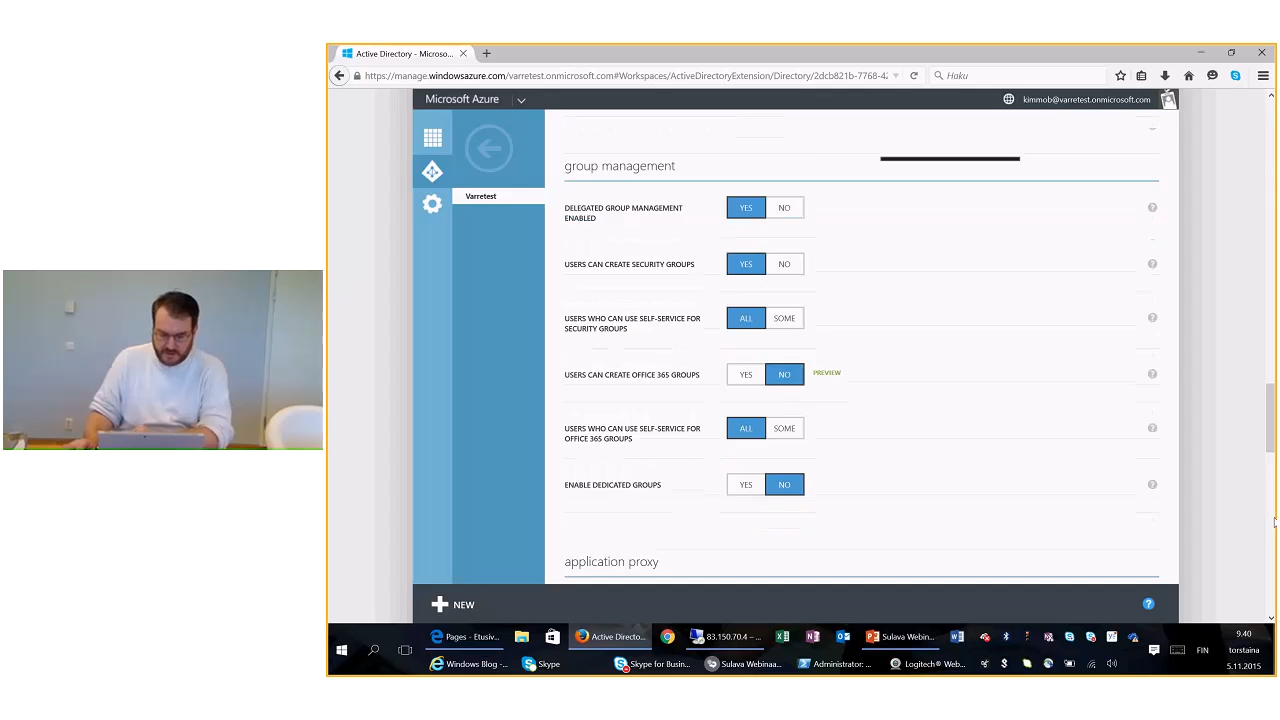 Active Directory - Microso...
https://manage.windowsazure.com/varretest.onmicrosoft.com#Workspaces/ActiveDirectoryExtension/Directory/2dcb821b-7768-42
Haku
Microsoft Azure
kimmob@varretest.onmicrosoft.com
Varretest
group management
DELEGATED GROUP MANAGEMENT
ENABLED
YES NO
USERS CAN CREATE SECURITY GROUPS
YES NO
USERS WHO CAN USE SELF-SERVICE FOR
SECURITY GROUPS
ALL SOME
USERS CAN CREATE OFFICE 365 GROUPS
YES NO PREVIEW
USERS WHO CAN USE SELF-SERVICE FOR
OFFICE 365 GROUPS
ALL SOME
ENABLE DEDICATED GROUPS
YES NO
application proxy
NEW
Pages - Etusiv... Active Directo... 83.150.70.4 – ... Sulava Webin... FIN 9.40
torstaina
Windows Blog -... Skype Skype for Busin... Sulava Webinaa... Administrator: ... Logitech® Web... 5.11.2015